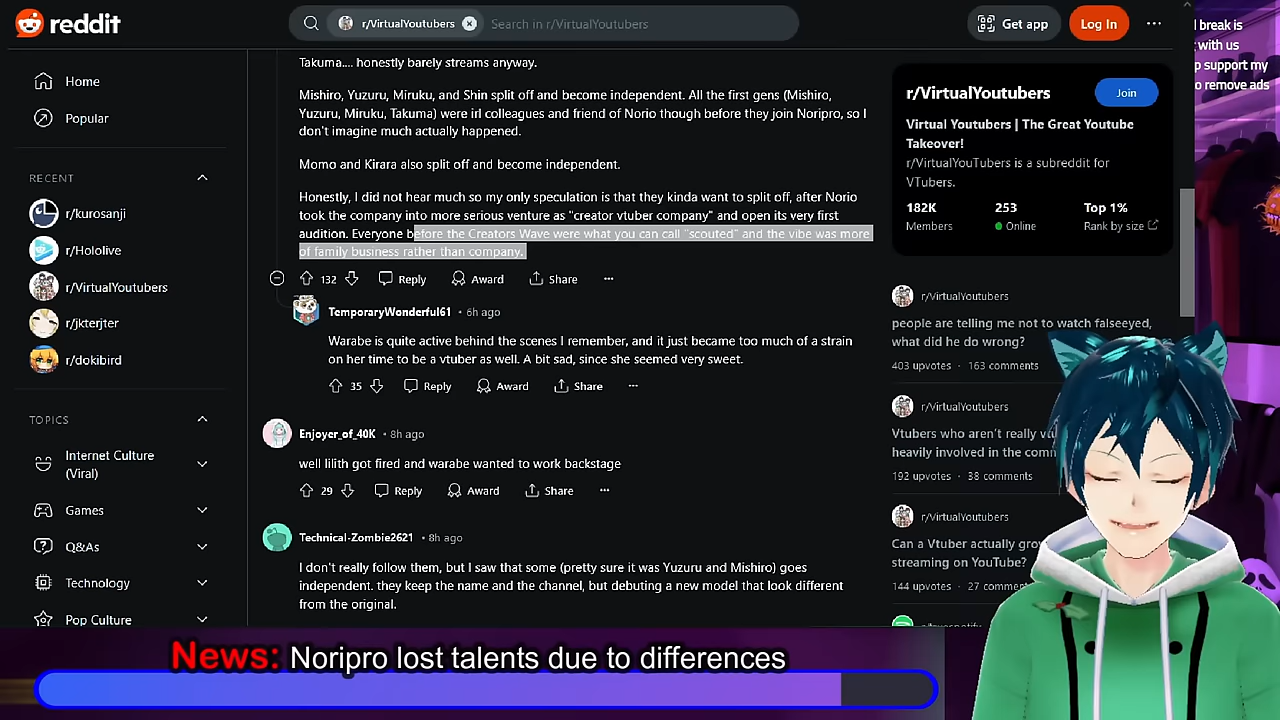 reddit
r/VirtualYoutubers
Search in r/VirtualYoutubers
Get app
Log In
l break is
with us
p support my
o remove ads
Home
Popular
RECENT
r/kurosanji
r/Hololive
r/VirtualYoutubers
r/jkterjter
r/dokibird
TOPICS
Internet Culture
(Viral)
Games
Q&As
Technology
Pop Culture
Takuma.... honestly barely streams anyway.
Mishiro, Yuzuru, Miruku, and Shin split off and become independent. All the first gens (Mishiro,
Yuzuru, Miruku, Takuma) were irl colleagues and friend of Norio though before they join Noripro, so I
don't imagine much actually happened.
Momo and Kirara also split off and become independent.
Honestly, I did not hear much so my only speculation is that they kinda want to split off, after Norio
took the company into more serious venture as "creator vtuber company" and open its very first
audition. Everyone before the Creators Wave were what you can call "scouted" and the vibe was more
of family business rather than company.
132
Reply
Award
Share
TemporaryWonderful61 • 6h ago
Warabe is quite active behind the scenes I remember, and it just became too much of a strain
on her time to be a vtuber as well. A bit sad, since she seemed very sweet.
35
Reply
Award
Share
Enjoyer_of_40K • 8h ago
well lilith got fired and warabe wanted to work backstage
29
Reply
Award
Share
Technical-Zombie2621 • 8h ago
I don't really follow them, but I saw that some (pretty sure it was Yuzuru and Mishiro) goes
independent. they keep the name and the channel, but debuting a new model that look different
from the original.
r/VirtualYoutubers
Join
Virtual Youtubers | The Great Youtube
Takeover!
r/VirtualYouTubers is a subreddit for
VTubers.
182K
253
Top 1%
Members
Online
Rank by size
r/VirtualYoutubers
people are telling me not to watch falseeyed,
what did he do wrong?
403 upvotes • 163 comments
r/VirtualYoutubers
Vtubers who aren't really
heavily involved in the
192 upvotes • 38 comments
r/VirtualYoutubers
Can a Vtuber actually
streaming on YouTube?
144 upvotes • 27
News: Noripro lost talents due to differences